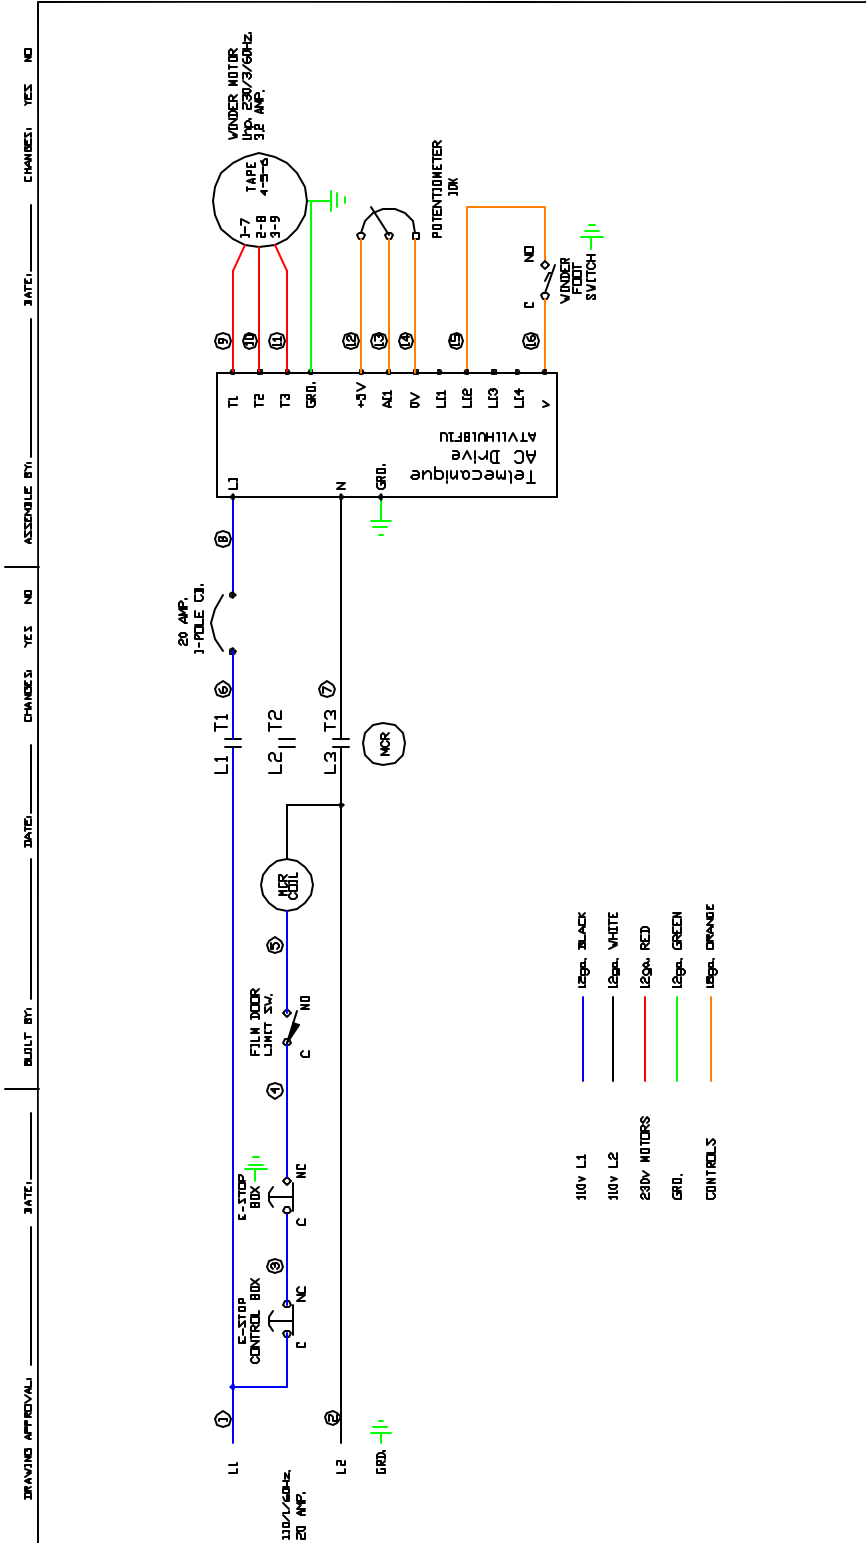 DRAWING APPROVAL: DATE: BUILT BY: DATE: CHANGES: YES NO ASSEMBLE BY: DATE: CHANGES: YES NO
110/1/60Hz.
20 AMP.
L1
L2
GRD.
1
2
E-STOP
CONTROL BOX
C
NC
3
E-STOP
BOX
C
NC
4
FILM DOOR
LIMIT SW.
C
NO
5
MCR
COIL
L1 T1
L2 T2
L3 T3
MCR
6
7
20 AMP.
1-POLE C.B.
8
L1
N
GRD.
Telmecanique
AC Drive
ATV11HU18F1U
T1
T2
T3
GRD.
+5V
AI1
0V
LI1
LI2
LI3
LI4
V
9
10
11
12
13
14
15
16
WINDER MOTOR
1hp. 230/3/60Hz.
3.2 AMP.
1-7
2-8
3-9
TAPE
4-5-6
POTENTIOMETER
10K
C
NO
WINDER
FOOT
SWITCH
110v L1 12ga. BLACK
110v L2 12ga. WHITE
230v MOTORS 12ga. RED
GRD. 12ga. GREEN
CONTROLS 18ga. ORANGE